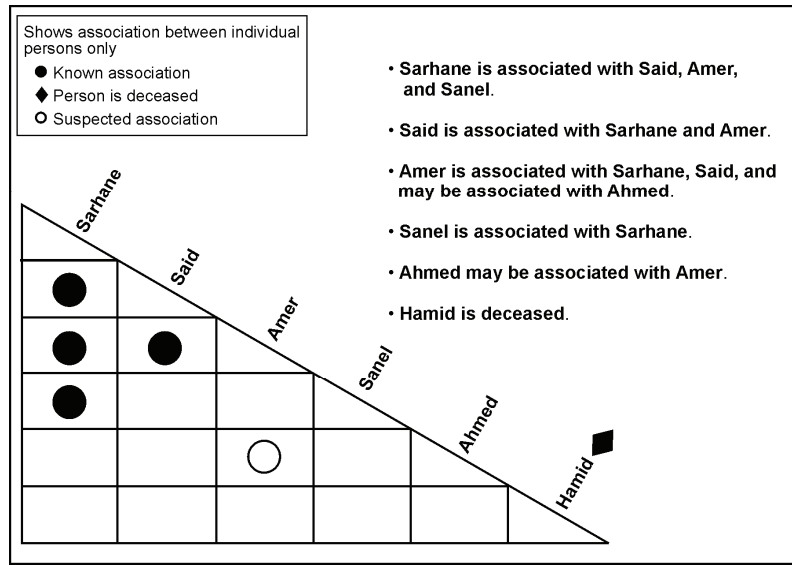 Shows association between individual
persons only
Known association
Person is deceased
Suspected association
• Sarhane is associated with Said, Amer,
and Sanel.
• Said is associated with Sarhane and Amer.
• Amer is associated with Sarhane, Said, and
may be associated with Ahmed.
• Sanel is associated with Sarhane.
• Ahmed may be associated with Amer.
• Hamid is deceased.
Sarhane
Said
Amer
Sanel
Ahmed
Hamid